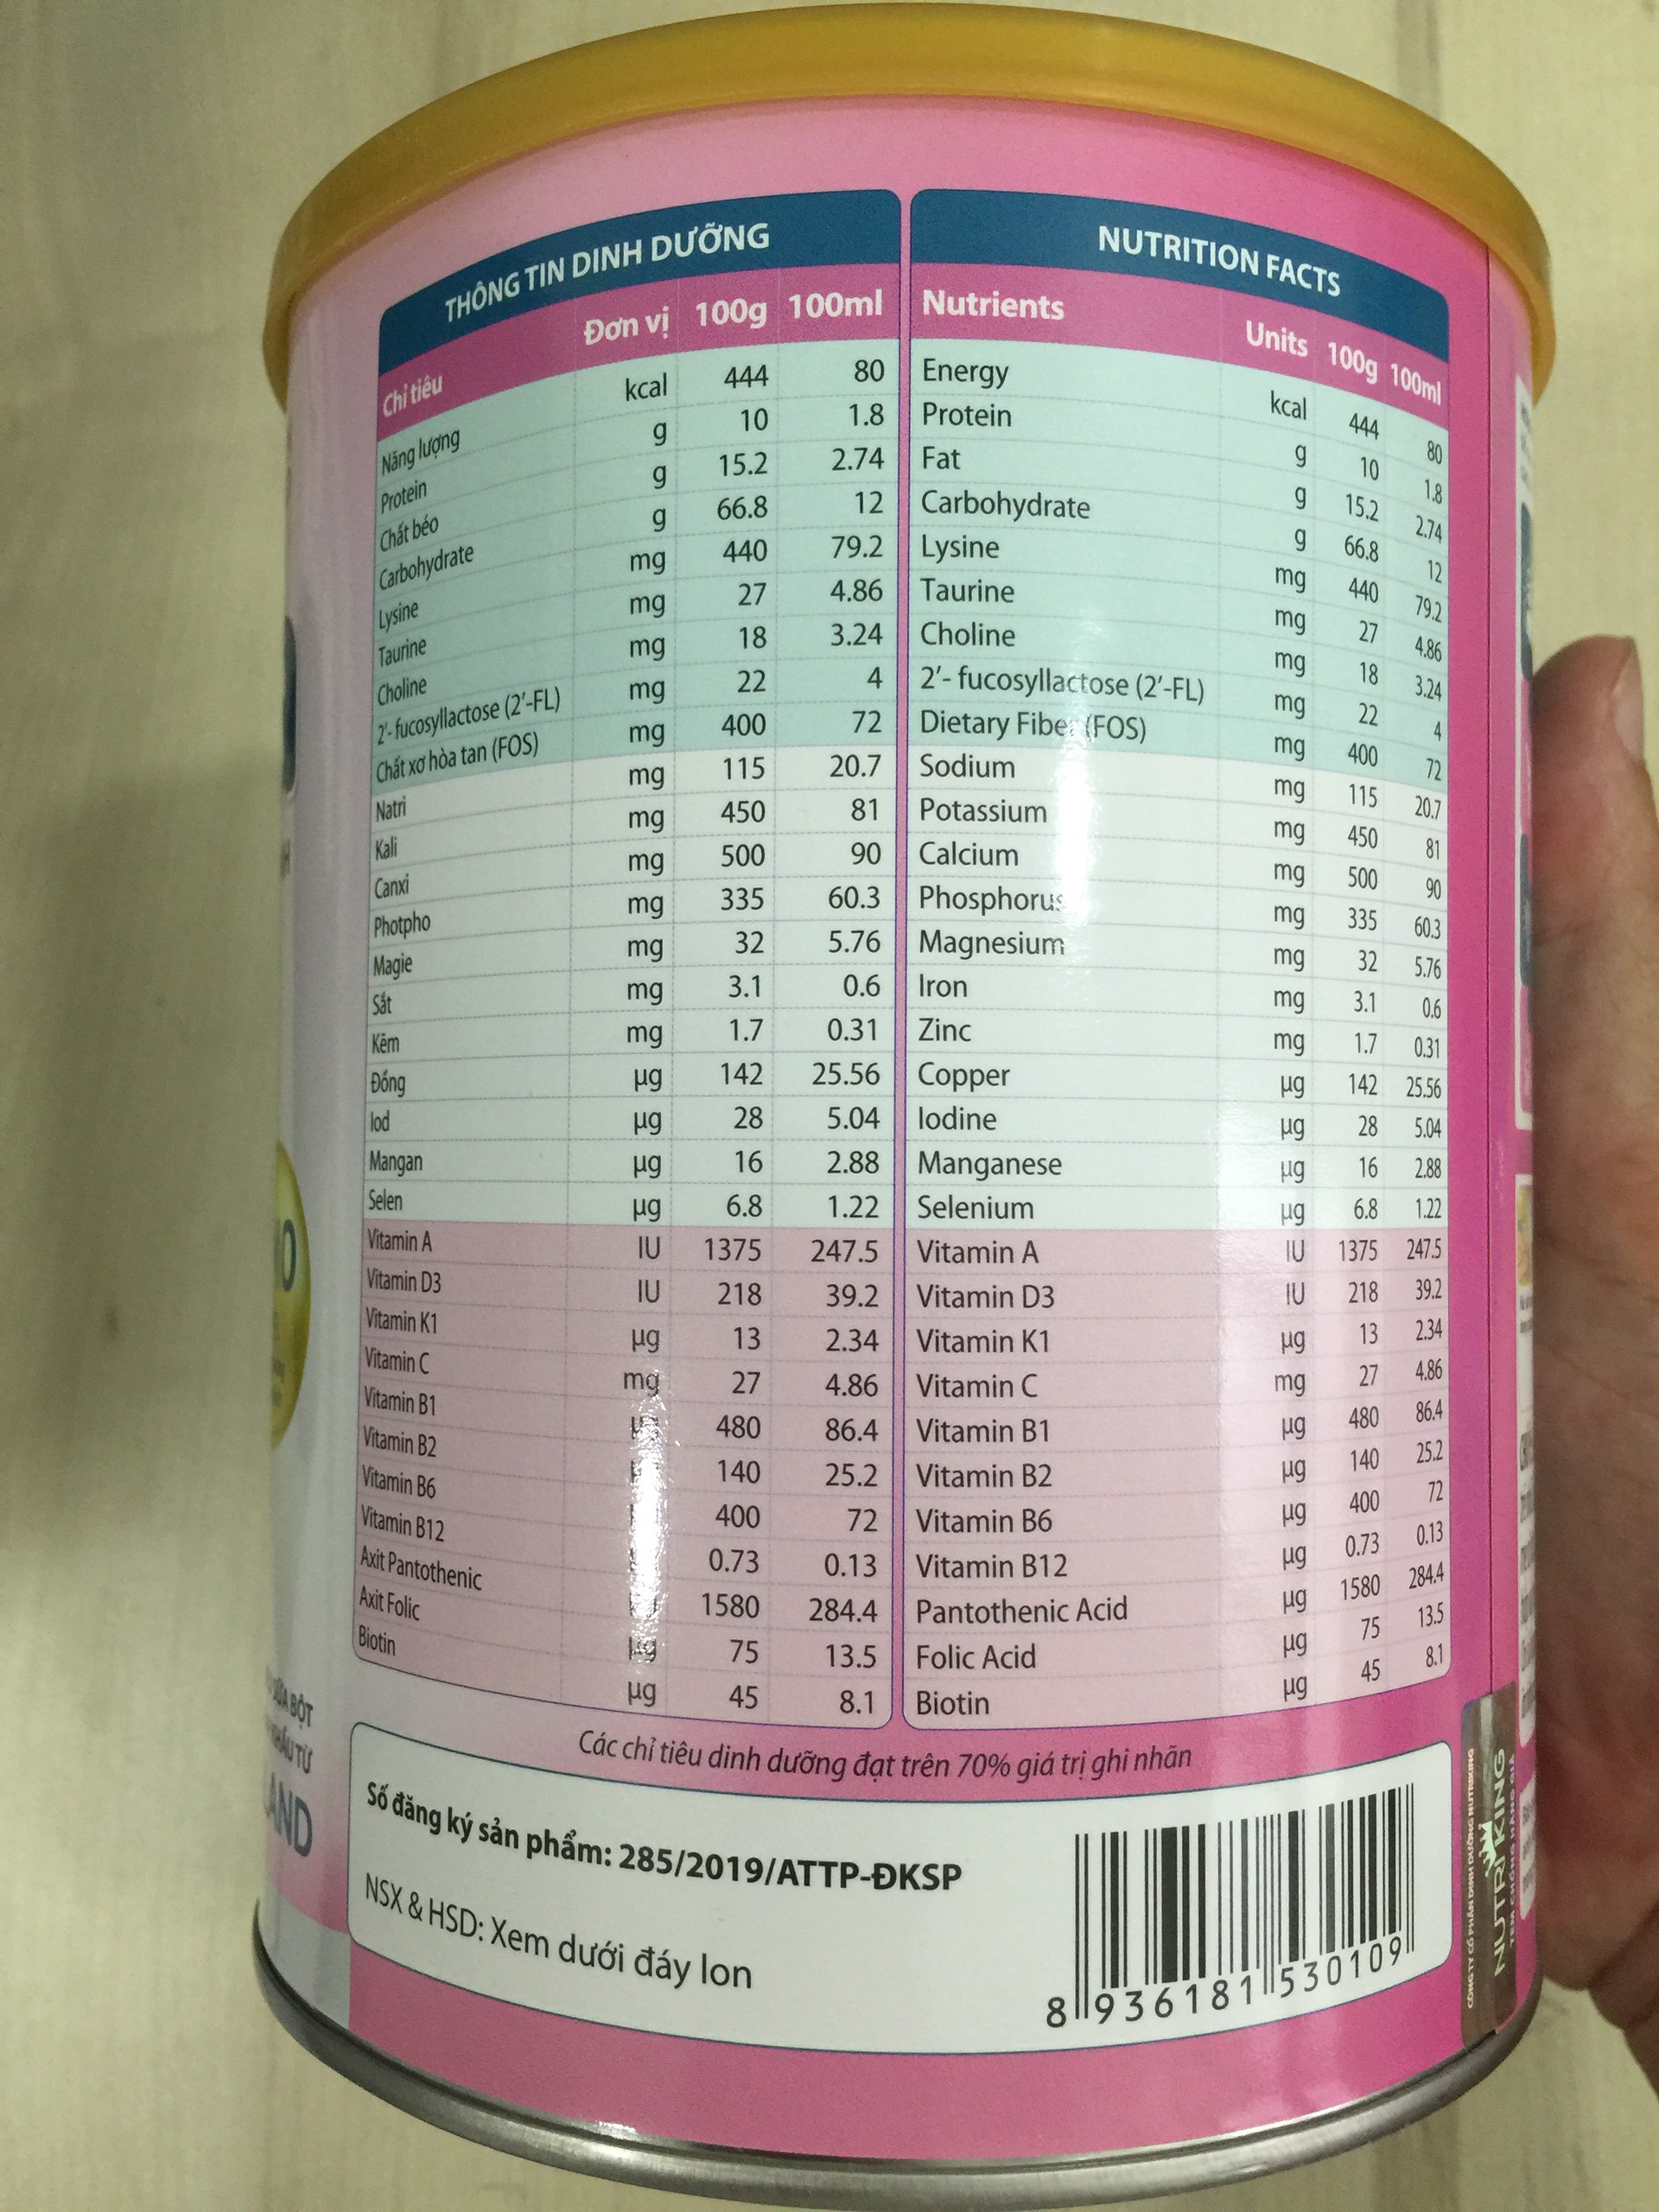 THÔNG TIN DINH DƯỠNG
Chỉ tiêu Đơn vị 100g 100ml
Năng lượng kcal 444 80
Protein g 10 1.8
Chất béo g 15.2 2.74
Carbohydrate g 66.8 12
Lysine mg 440 79.2
Taurine mg 27 4.86
Choline mg 18 3.24
2’- fucosyllactose (2’-FL) mg 22 4
Chất xơ hòa tan (FOS) mg 400 72
Natri mg 115 20.7
Kali mg 450 81
Canxi mg 500 90
Photpho mg 335 60.3
Magie mg 32 5.76
Sắt mg 3.1 0.6
Kẽm mg 1.7 0.31
Đồng µg 142 25.56
Iod µg 28 5.04
Mangan µg 16 2.88
Selen µg 6.8 1.22
Vitamin A IU 1375 247.5
Vitamin D3 IU 218 39.2
Vitamin K1 µg 13 2.34
Vitamin C mg 27 4.86
Vitamin B1 480 86.4
Vitamin B2 140 25.2
Vitamin B6 400 72
Vitamin B12 0.73 0.13
Axit Pantothenic 1580 284.4
Axit Folic µg 75 13.5
Biotin µg 45 8.1
NUTRITION FACTS
Nutrients Units 100g 100ml
Energy kcal 444 80
Protein g 10 1.8
Fat g 15.2 2.74
Carbohydrate g 66.8 12
Lysine mg 440 79.2
Taurine mg 27 4.86
Choline mg 18 3.24
2’- fucosyllactose (2’-FL) mg 22 4
Dietary Fiber (FOS) mg 400 72
Sodium mg 115 20.7
Potassium mg 450 81
Calcium mg 500 90
Phosphorus mg 335 60.3
Magnesium mg 32 5.76
Iron mg 3.1 0.6
Zinc mg 1.7 0.31
Copper µg 142 25.56
Iodine µg 28 5.04
Manganese µg 16 2.88
Selenium µg 6.8 1.22
Vitamin A IU 1375 247.5
Vitamin D3 IU 218 39.2
Vitamin K1 µg 13 2.34
Vitamin C mg 27 4.86
Vitamin B1 µg 480 86.4
Vitamin B2 µg 140 25.2
Vitamin B6 µg 400 72
Vitamin B12 µg 0.73 0.13
Pantothenic Acid µg 1580 284.4
Folic Acid µg 75 13.5
Biotin µg 45 8.1
Các chỉ tiêu dinh dưỡng đạt trên 70% giá trị ghi nhãn
Số đăng ký sản phẩm: 285/2019/ATTP-ĐKSP
NSX & HSD: Xem dưới đáy lon
8 936181 530109
CÔNG TY CỔ PHẦN DINH DƯỠNG NUTRIKING
NUTRIKING
TEM CHỐNG HÀNG GIẢ
BỘT
KHẨU TỪ
AND